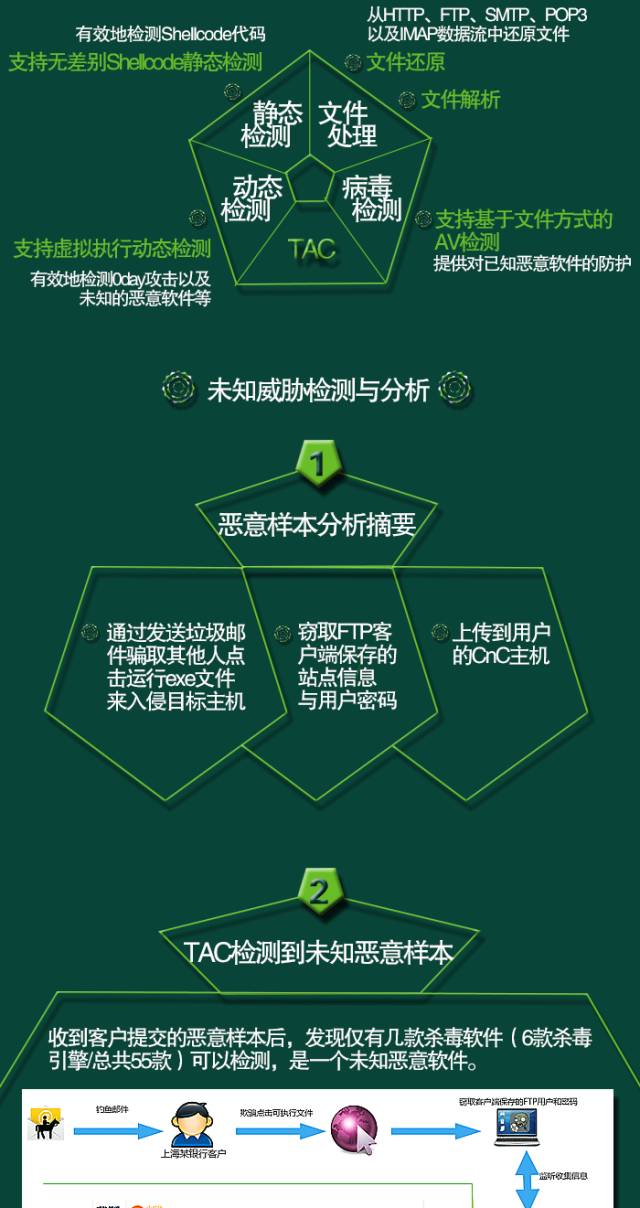 有效地检测Shellcode代码
支持无差别Shellcode静态检测
从HTTP、FTP、SMTP、POP3
以及IMAP数据流中还原文件
文件还原
文件解析
静态
检测
文件
处理
动态
检测
病毒
检测
TAC
支持虚拟执行动态检测
有效地检测0day攻击以及
未知的恶意软件等
支持基于文件方式的
AV检测
提供对已知恶意软件的防护
未知威胁检测与分析
1
恶意样本分析摘要
通过发送垃圾邮
件骗取其他人点
击运行exe文件
来入侵目标主机
窃取FTP客
户端保存的
站点信息
与用户密码
上传到用户
的CnC主机
2
TAC检测到未知恶意样本
收到客户提交的恶意样本后，发现仅有几款杀毒软件（6款杀毒
引擎/总共55款）可以检测，是一个未知恶意软件。
钓鱼邮件
上海某银行客户
欺骗点击可执行文件
窃取客户端保存的FTP用户和密码
监听收集信息